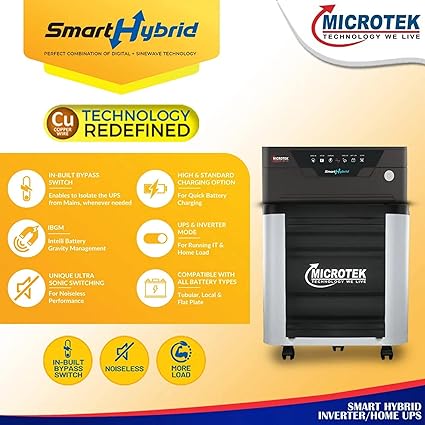 SmartHybrid
PERFECT COMBINATION OF DIGITAL + SINEWAVE TECHNOLOGY
MICROTEK
TECHNOLOGY WE LIVE
Cu
COPPER
WIRE
TECHNOLOGY
REDEFINED
IN-BUILT BYPASS
SWITCH
Enables to Isolate the UPS
from Mains, whenever needed
HIGH & STANDARD
CHARGING OPTION
For Quick Battery
Charging
IBGM
Intelli Battery
Gravity Management
UPS & INVERTER
MODE
For Running IT &
Home Load
UNIQUE ULTRA
SONIC SWITCHING
For Noiseless
Performance
COMPATIBLE WITH
ALL BATTERY TYPES
Tubular, Local &
Flat Plate
MICROTEK
SmartHybrid
MICROTEK
TECHNOLOGY WE LIVE
IN-BUILT
BYPASS
SWITCH
NOISELESS
MORE
LOAD
SMART HYBRID
INVERTER/HOME UPS